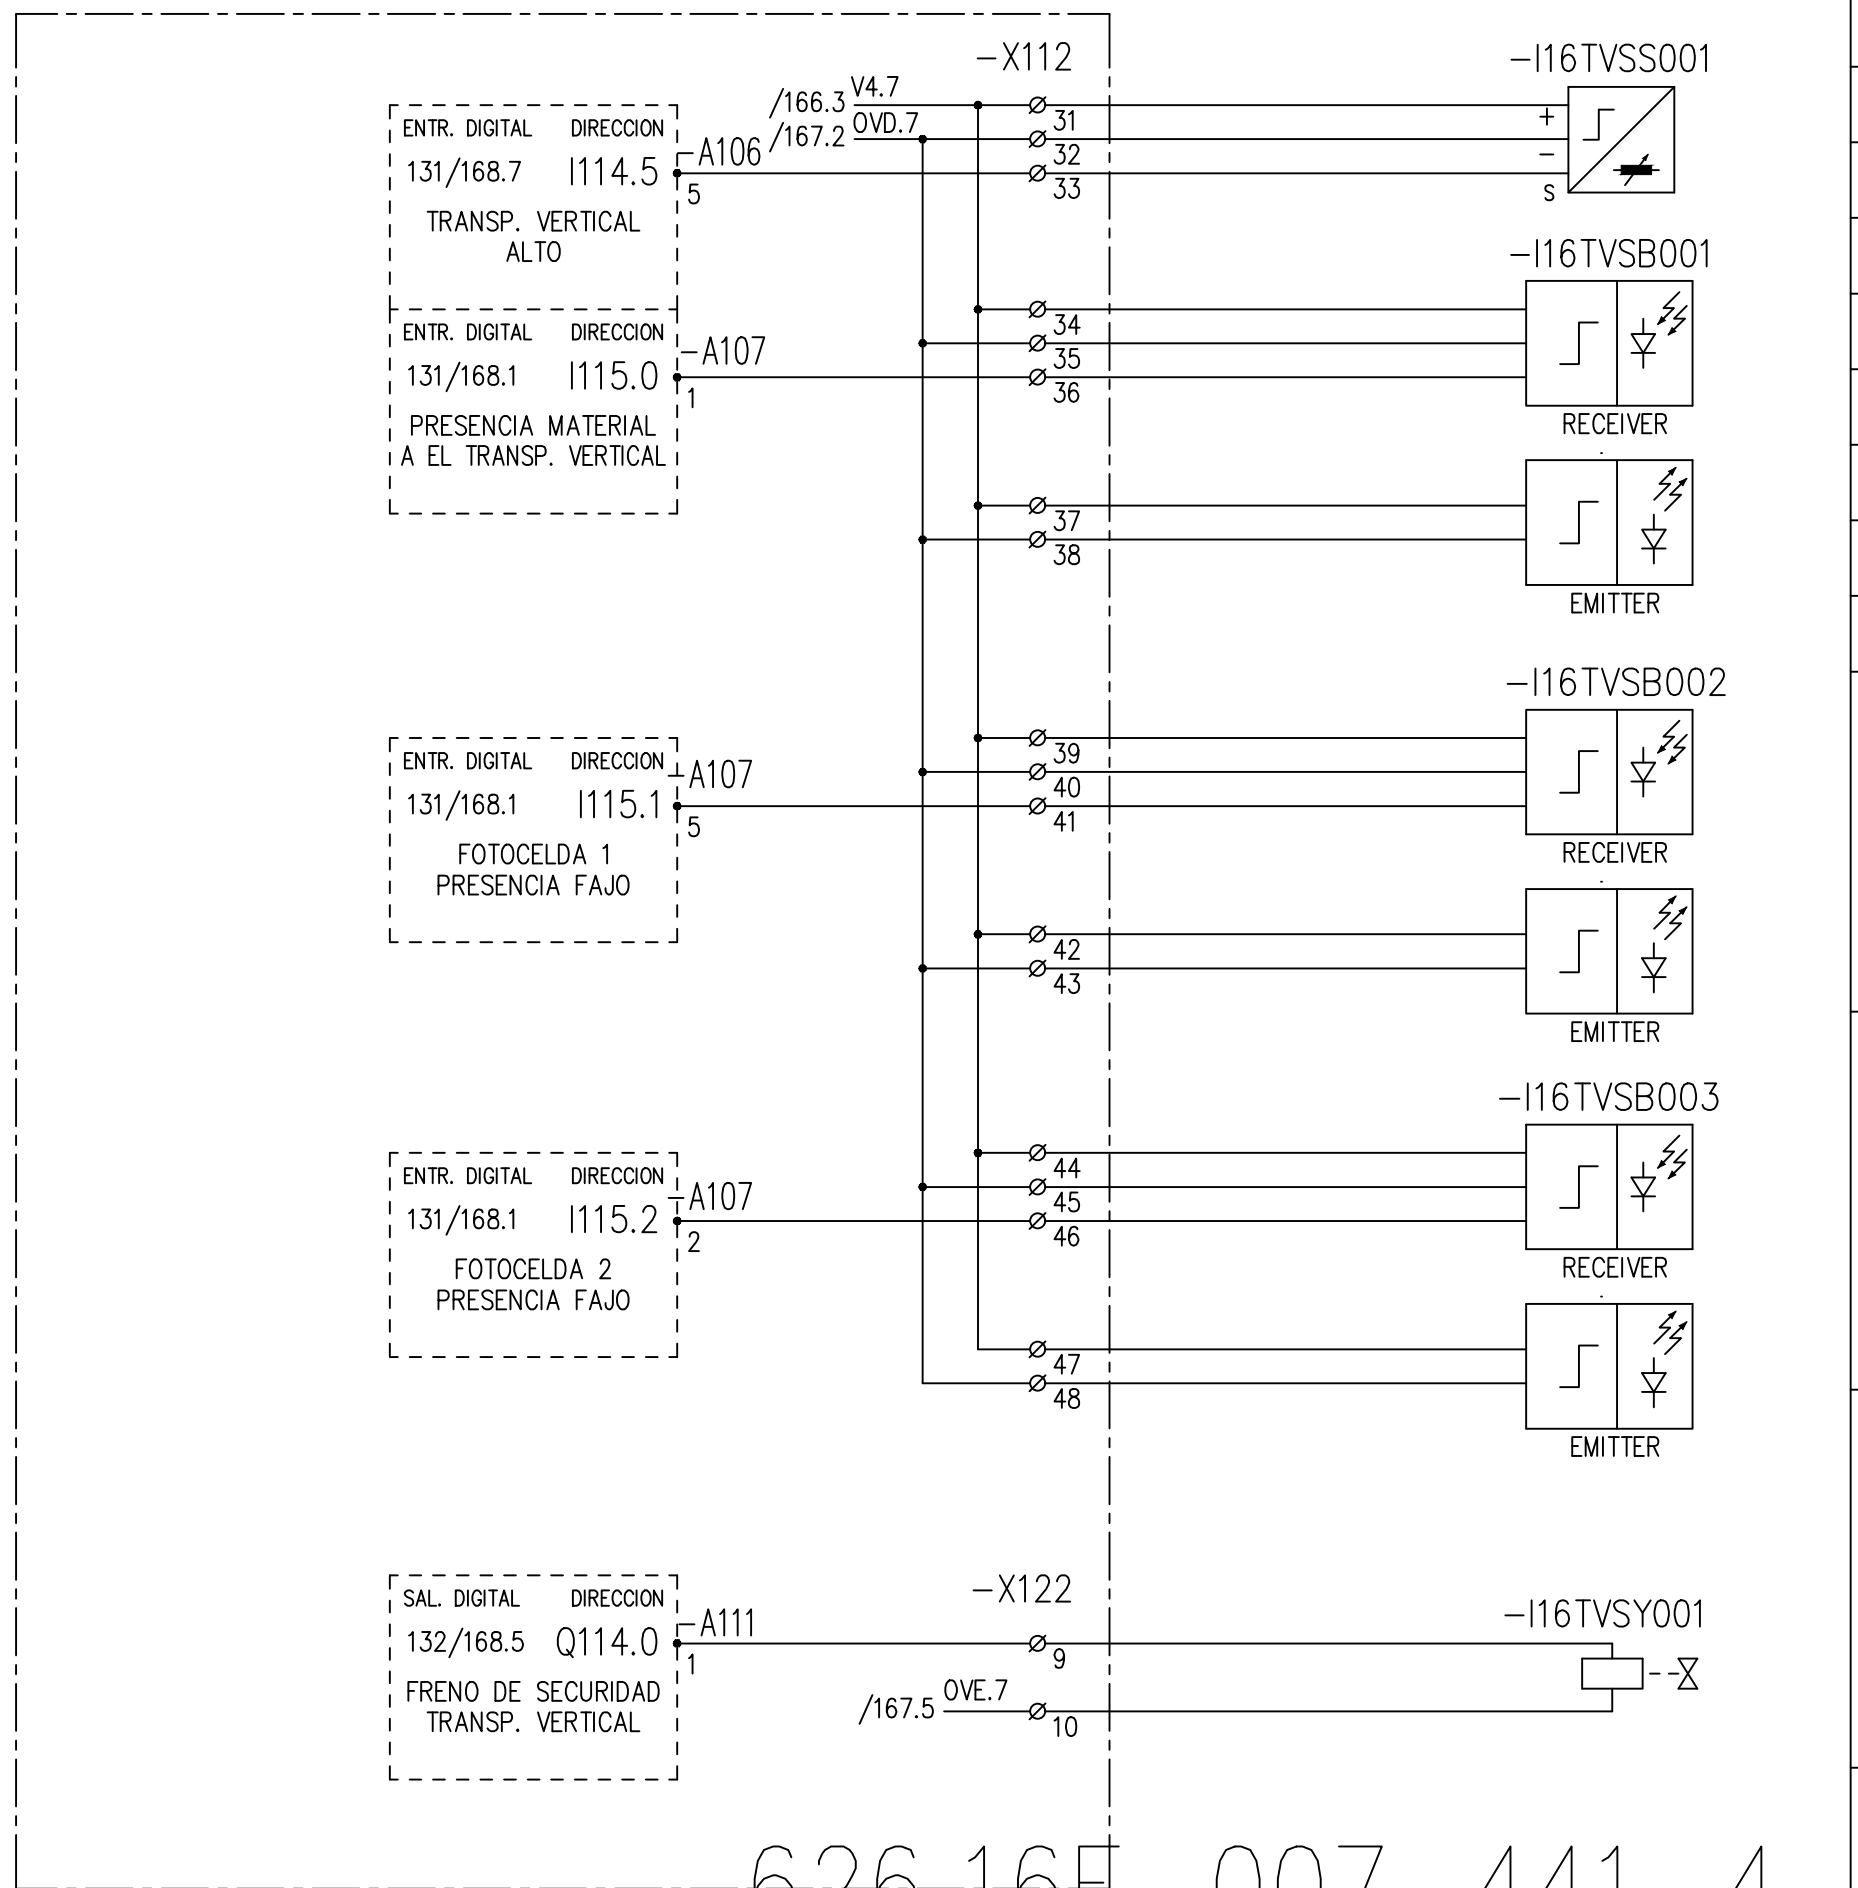 -X112
-I16TVSS001
/166.3 V4.7
31
+
/167.2 0VD.7
32
-
ENTR. DIGITAL DIRECCION
131/168.7 I114.5
-A106
5
33
S
TRANSP. VERTICAL
ALTO
-I16TVSB001
34
ENTR. DIGITAL DIRECCION
35
131/168.1 I115.0
-A107
1
36
PRESENCIA MATERIAL
A EL TRANSP. VERTICAL
RECEIVER
37
38
EMITTER
-I16TVSB002
39
ENTR. DIGITAL DIRECCION
40
131/168.1 I115.1
-A107
5
41
FOTOCELDA 1
PRESENCIA FAJO
RECEIVER
42
43
EMITTER
-I16TVSB003
44
ENTR. DIGITAL DIRECCION
45
131/168.1 I115.2
-A107
2
46
FOTOCELDA 2
PRESENCIA FAJO
RECEIVER
47
48
EMITTER
-X122
-I16TVSY001
SAL. DIGITAL DIRECCION
132/168.5 Q114.0
-A111
1
9
FRENO DE SECURIDAD
TRANSP. VERTICAL
/167.5 0VE.7
10